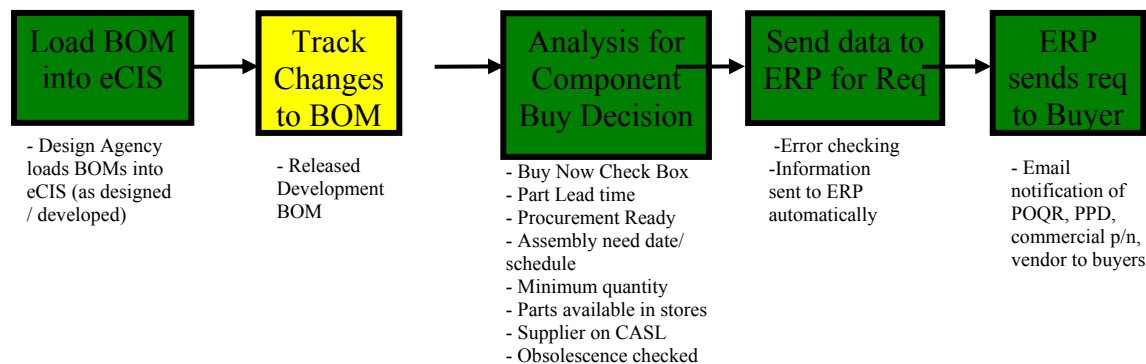 Load BOM
into eCIS
- Design Agency
loads BOMs into
eCIS (as designed
/ developed)
Track
Changes
to BOM
- Released
Development
BOM
Analysis for
Component
Buy Decision
- Buy Now Check Box
- Part Lead time
- Procurement Ready
- Assembly need date/
schedule
- Minimum quantity
- Parts available in stores
- Supplier on CASL
- Obsolescence checked
Send data to
ERP for Req
-Error checking
-Information
sent to ERP
automatically
ERP
sends req
to Buyer
- Email
notification of
POQR, PPD,
commercial p/n,
vendor to buyers